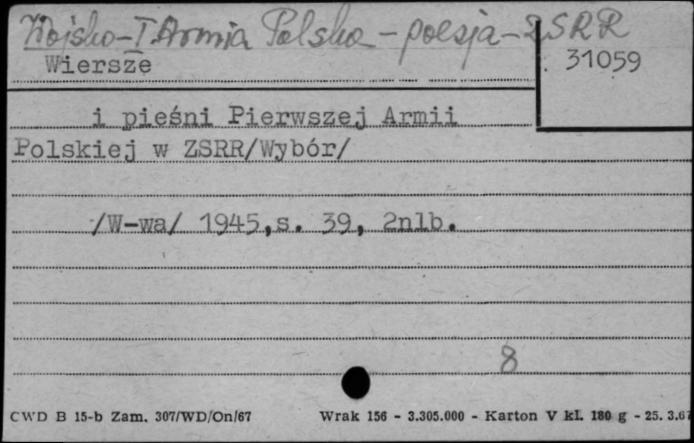 Wojsko - I Armia Polska - poezja - ZSRR
31059
Wiersze
i pieśni Pierwszej Armii
Polskiej w ZSRR/Wybór/
/W-wa/ 1945,s. 39, 2nlb.
8
CWD B 15-b Zam. 307/WD/On/67 Wrak 156 - 3.305.000 - Karton V kl. 180 g - 25. 3.67